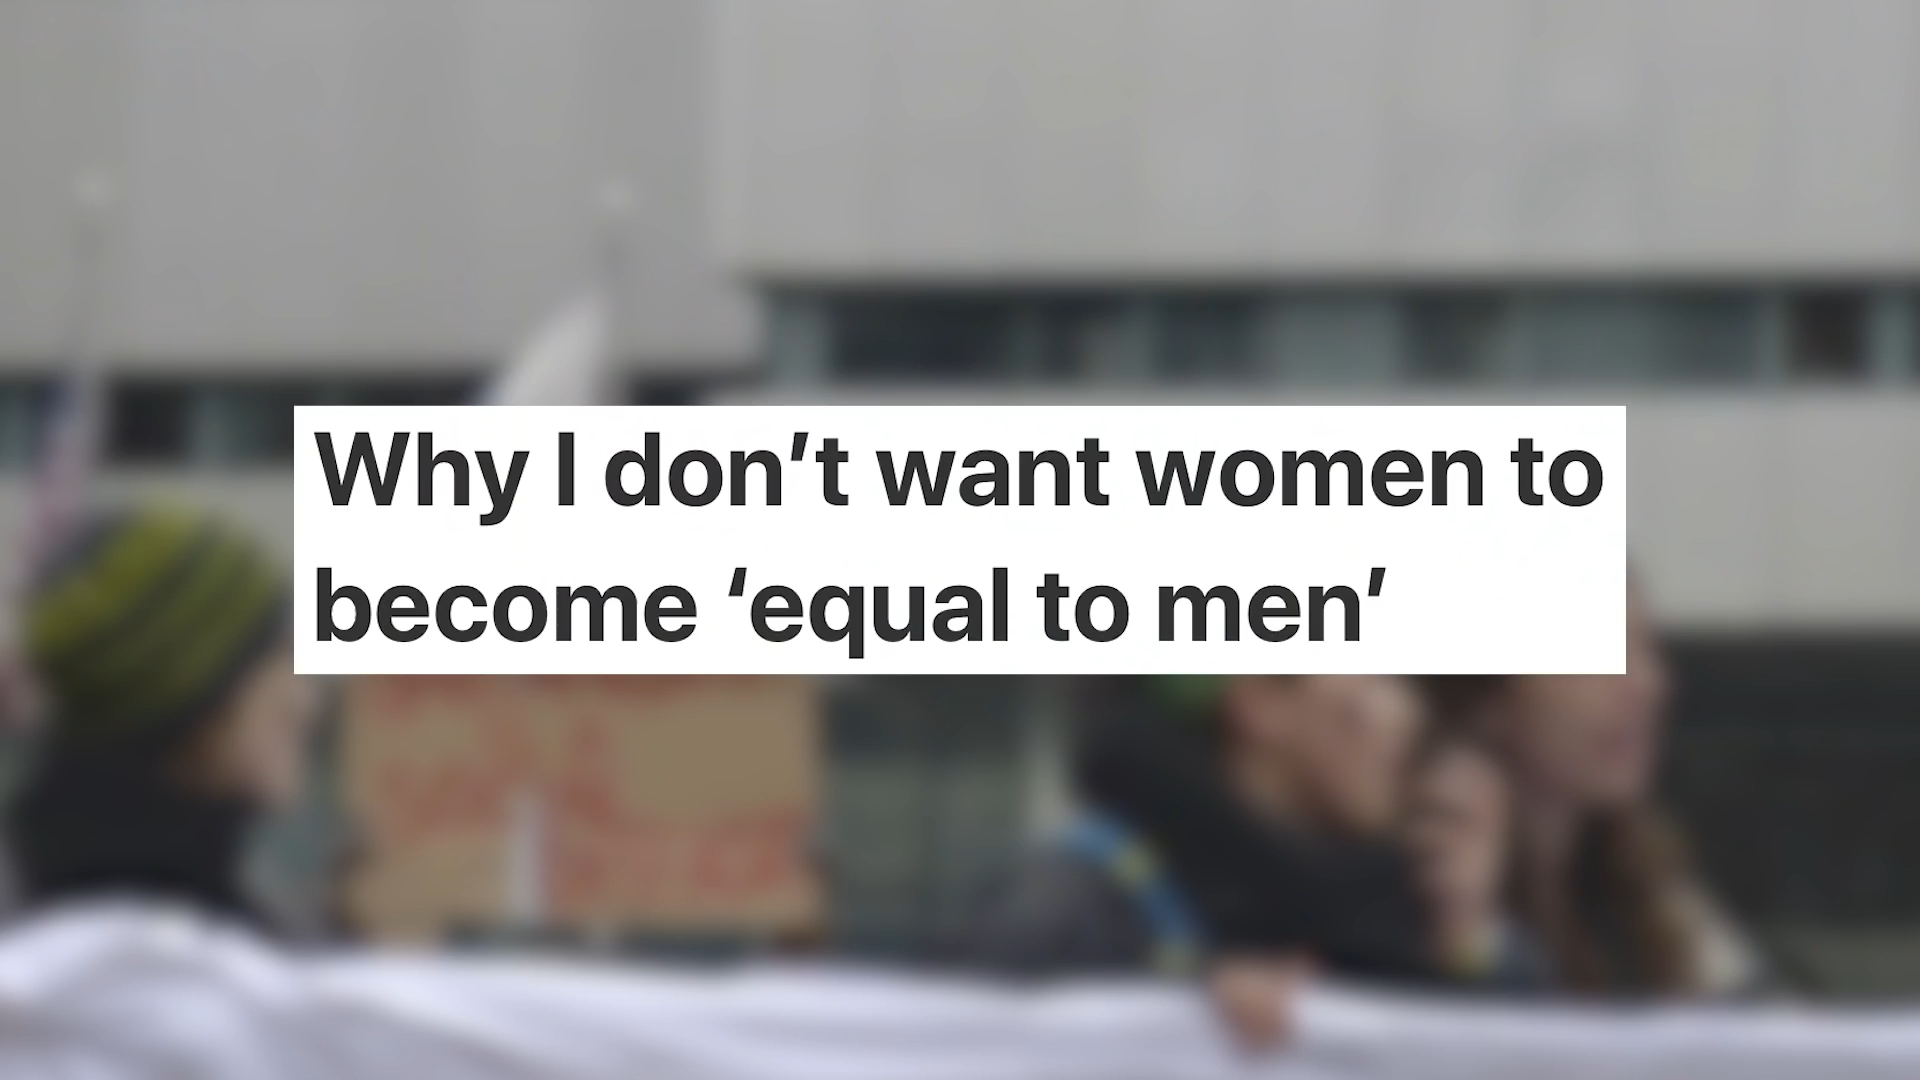 Why I don’t want women to
become ‘equal to men’